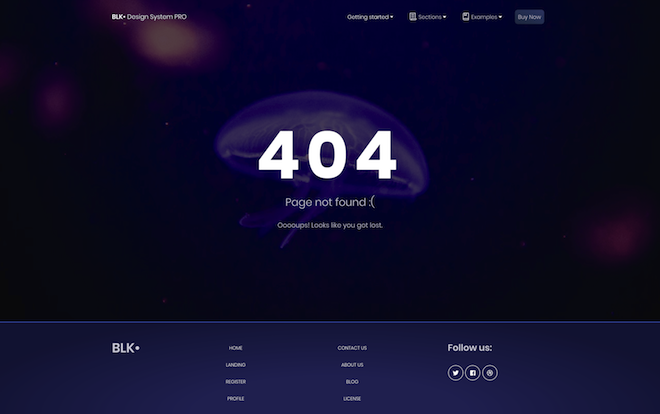 BLK• Design System PRO
Getting started
Sections
Examples
Buy Now
404
Page not found :(
Ooooups! Looks like you got lost.
BLK•
HOME
LANDING
REGISTER
PROFILE
CONTACT US
ABOUT US
BLOG
LICENSE
Follow us: